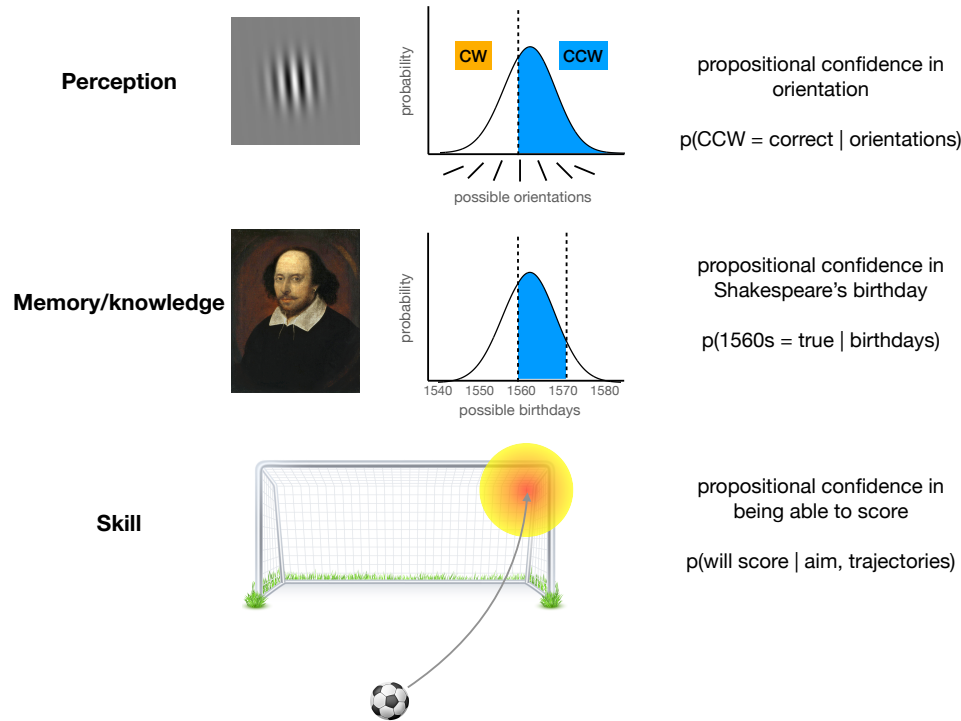 Perception
probability
CW
CCW
possible orientations
propositional confidence in
orientation
p(CCW = correct | orientations)
Memory/knowledge
probability
1540 1550 1560 1570 1580
possible birthdays
propositional confidence in
Shakespeare's birthday
p(1560s = true | birthdays)
Skill
propositional confidence in
being able to score
p(will score | aim, trajectories)